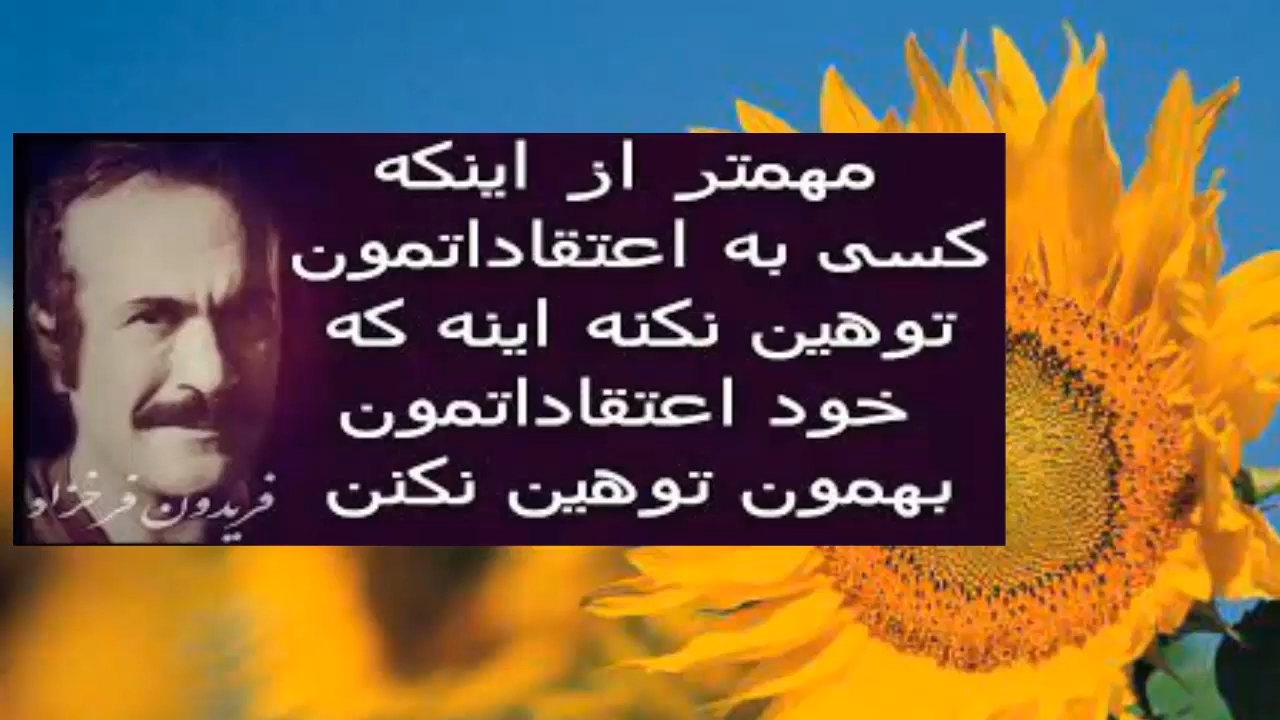 مهمتر از اینکه
کسی به اعتقاداتمون
توهین نکنه اینه که
خود اعتقاداتمون
بهمون توهین نکنن
فریدون فرخزاد